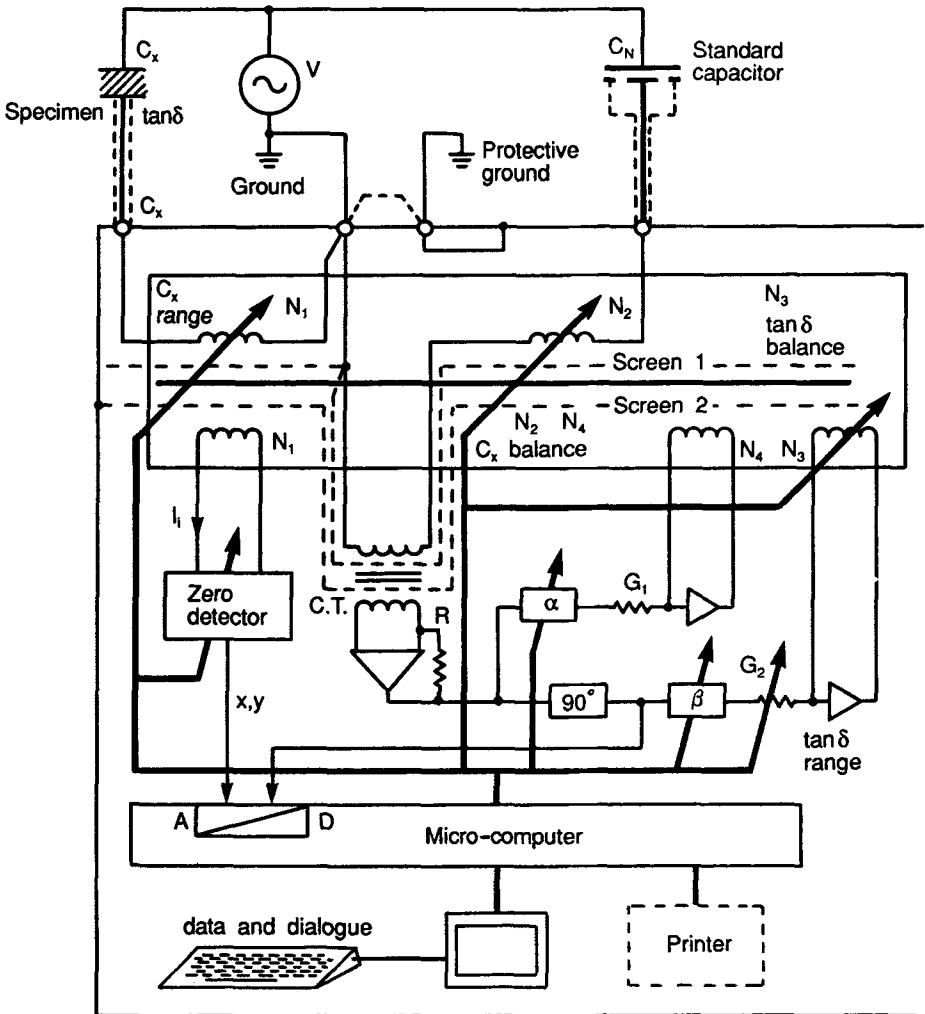 Cx
Specimen
tanδ
V
Ground
Protective
ground
CN
Standard
capacitor
Cx
Cx
range
N1
N2
N3
tanδ
balance
Screen 1
Screen 2
N1
N2 N4
Cx balance
N4
N3
Ii
Zero
detector
C.T.
R
α
G1
90°
β
G2
tanδ
range
x,y
A
D
Micro-computer
data and dialogue
Printer